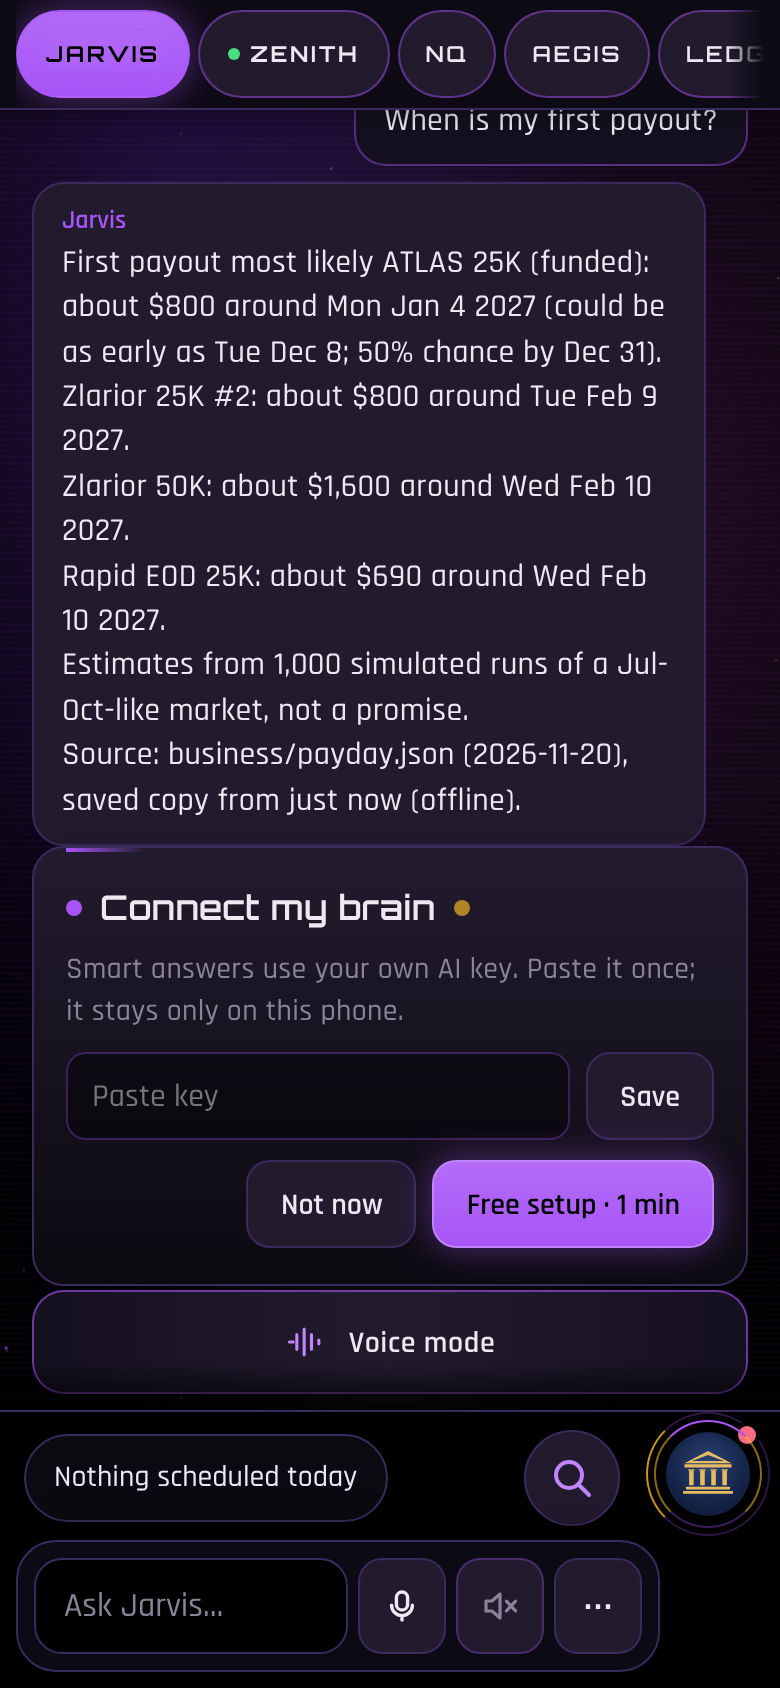 JARVIS
ZENITH
NQ
AEGIS
LEDG
When is my first payout?
Jarvis
First payout most likely ATLAS 25K (funded):
about $800 around Mon Jan 4 2027 (could be
as early as Tue Dec 8; 50% chance by Dec 31).
Zlarior 25K #2: about $800 around Tue Feb 9
2027.
Zlarior 50K: about $1,600 around Wed Feb 10
2027.
Rapid EOD 25K: about $690 around Wed Feb
10 2027.
Estimates from 1,000 simulated runs of a Jul-
Oct-like market, not a promise.
Source: business/payday.json (2026-11-20),
saved copy from just now (offline).
Connect my brain
Smart answers use your own AI key. Paste it once;
it stays only on this phone.
Paste key
Save
Not now
Free setup · 1 min
Voice mode
Nothing scheduled today
Ask Jarvis...